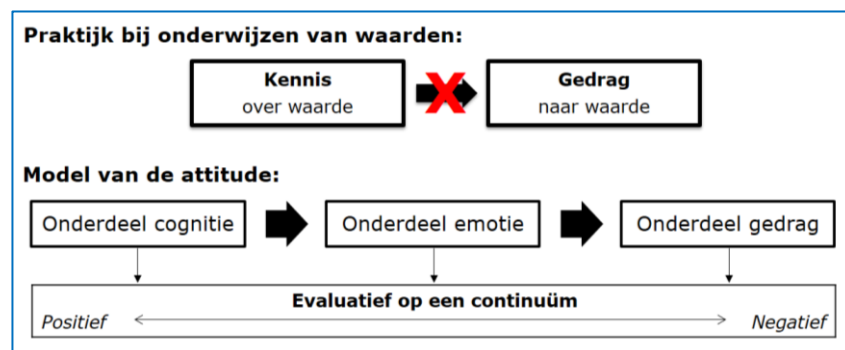 Praktijk bij onderwijzen van waarden:
Kennis
over waarde
Gedrag
naar waarde
Model van de attitude:
Onderdeel cognitie
Onderdeel emotie
Onderdeel gedrag
Evaluatief op een continuüm
Positief
Negatief